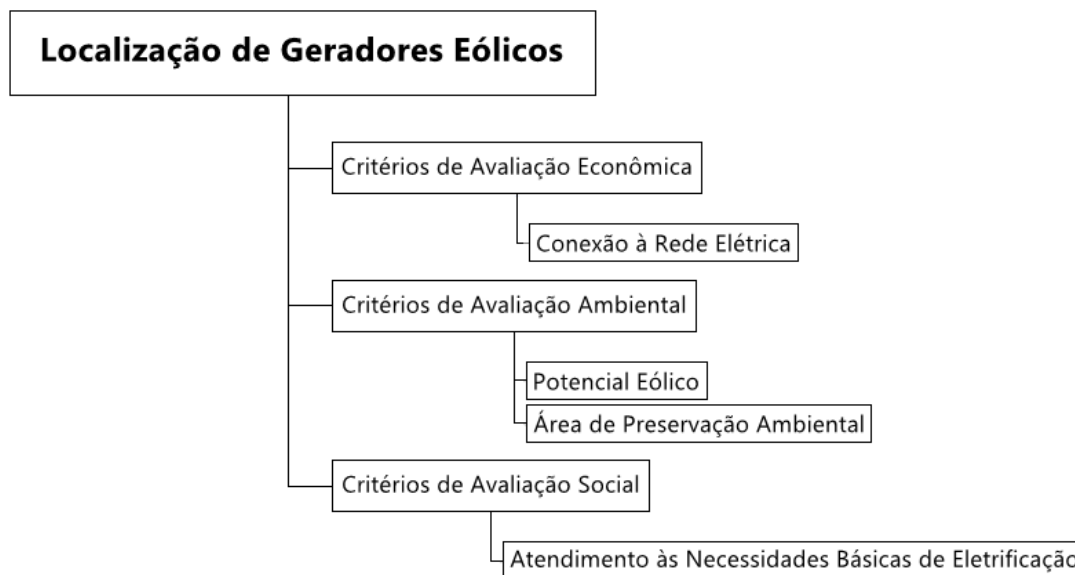 Localização de Geradores Eólicos
Critérios de Avaliação Econômica
Conexão à Rede Elétrica
Critérios de Avaliação Ambiental
Potencial Eólico
Área de Preservação Ambiental
Critérios de Avaliação Social
Atendimento às Necessidades Básicas de Eletrificação